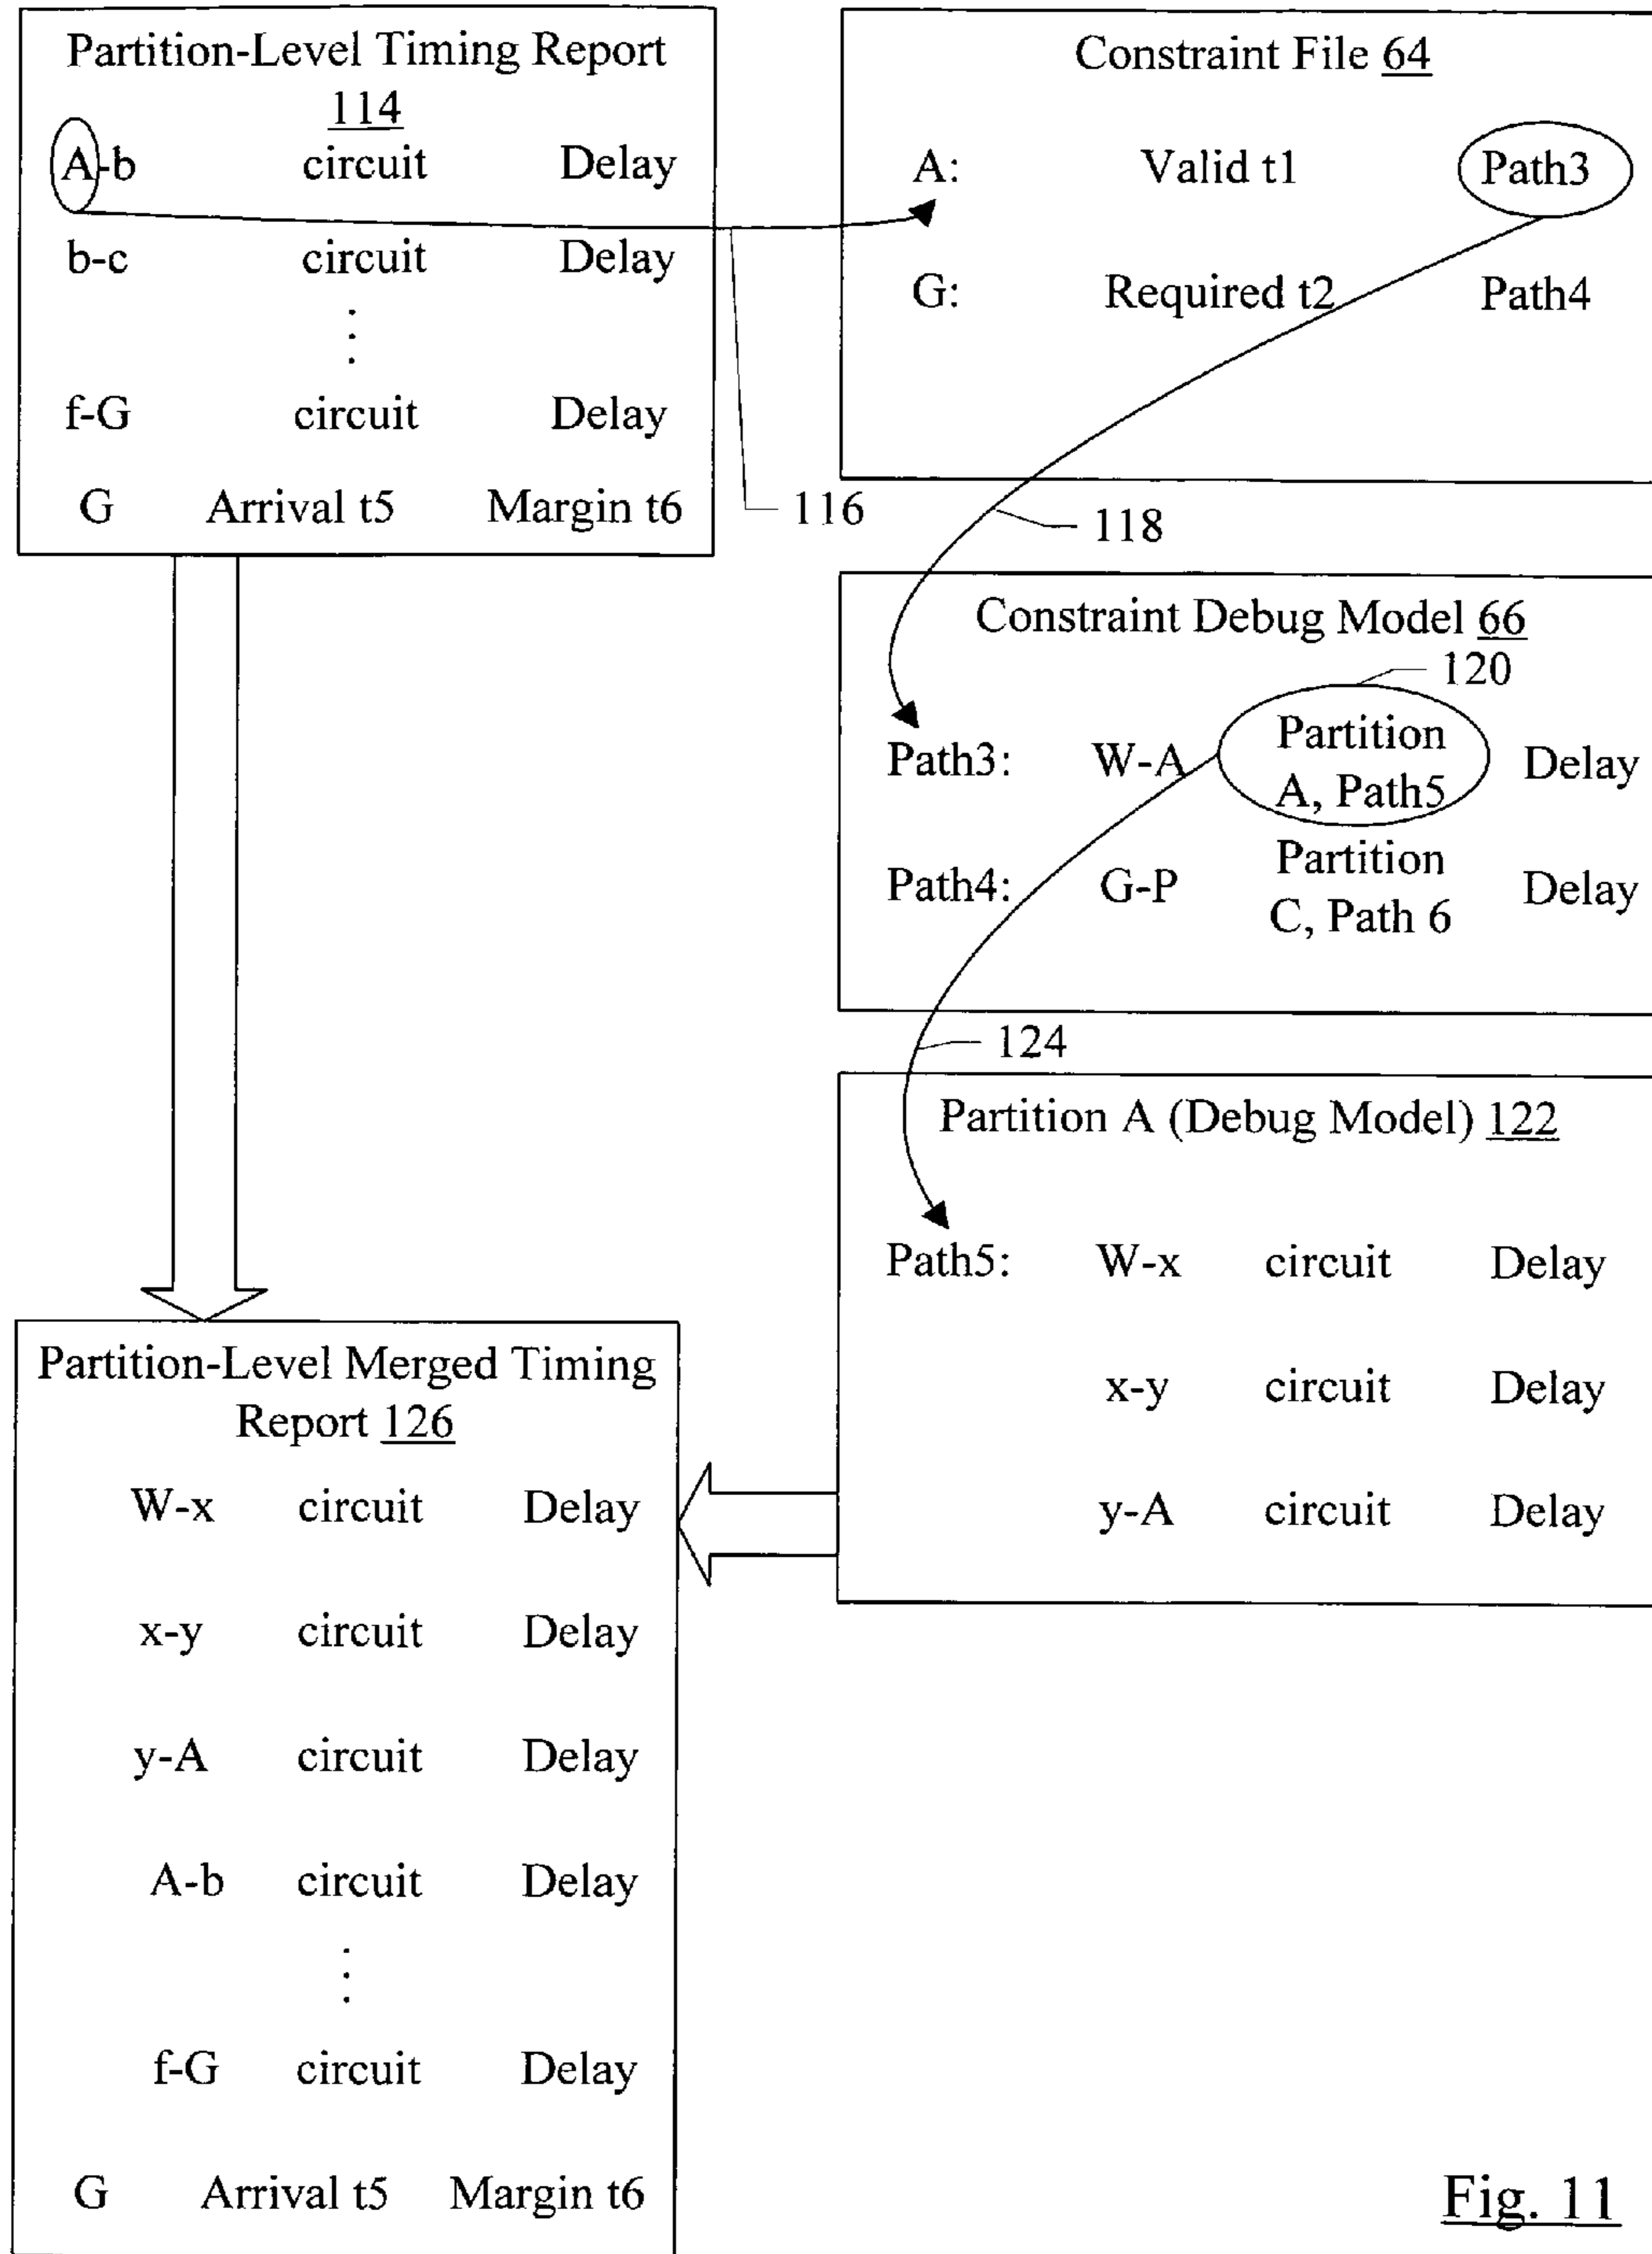 Partition-Level Timing Report
114
A-b circuit Delay
b-c circuit Delay
f-G circuit Delay
G Arrival t5 Margin t6
116
Constraint File 64
A: Valid t1 Path3
G: Required t2 Path4
118
Constraint Debug Model 66
120
Path3: W-A Partition A, Path5 Delay
Path4: G-P Partition C, Path 6 Delay
124
Partition A (Debug Model) 122
Path5: W-x circuit Delay
x-y circuit Delay
y-A circuit Delay
Partition-Level Merged Timing
Report 126
W-x circuit Delay
x-y circuit Delay
y-A circuit Delay
A-b circuit Delay
f-G circuit Delay
G Arrival t5 Margin t6
Fig. 11